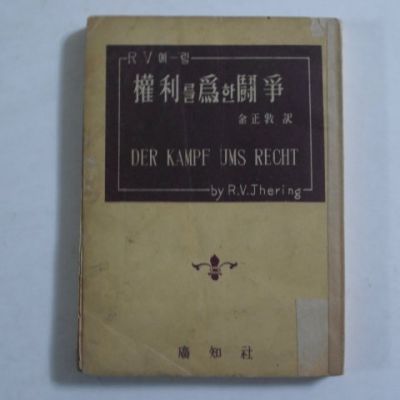 R V 예-링
權利를爲한鬪爭
金正敦 訳
DER KAMPF UMS RECHT
by R.V.Jhering
廣知社